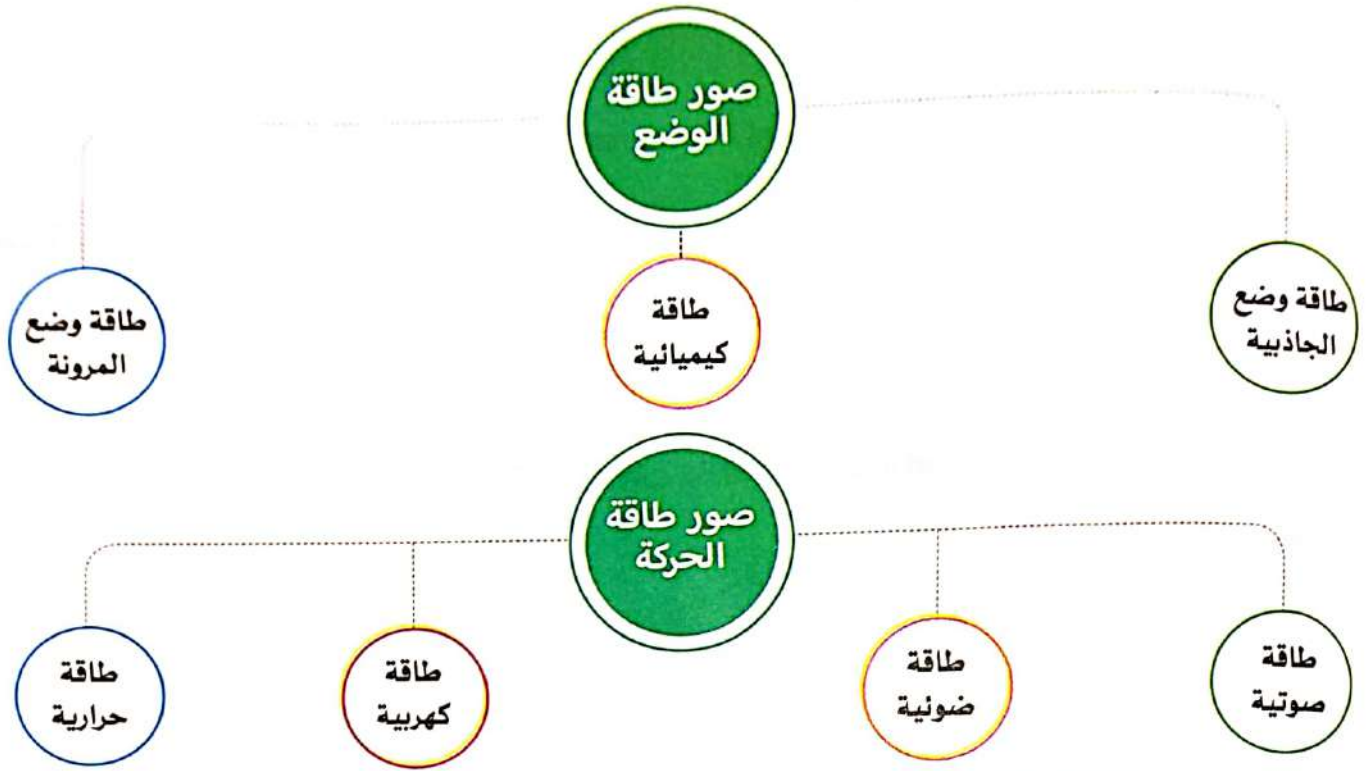 صور طاقة
الوضع
طاقة وضع
الجاذبية
طاقة
كيميائية
طاقة وضع
المرونة
صور طاقة
الحركة
طاقة
صوتية
طاقة
ضوئية
طاقة
كهربية
طاقة
حرارية